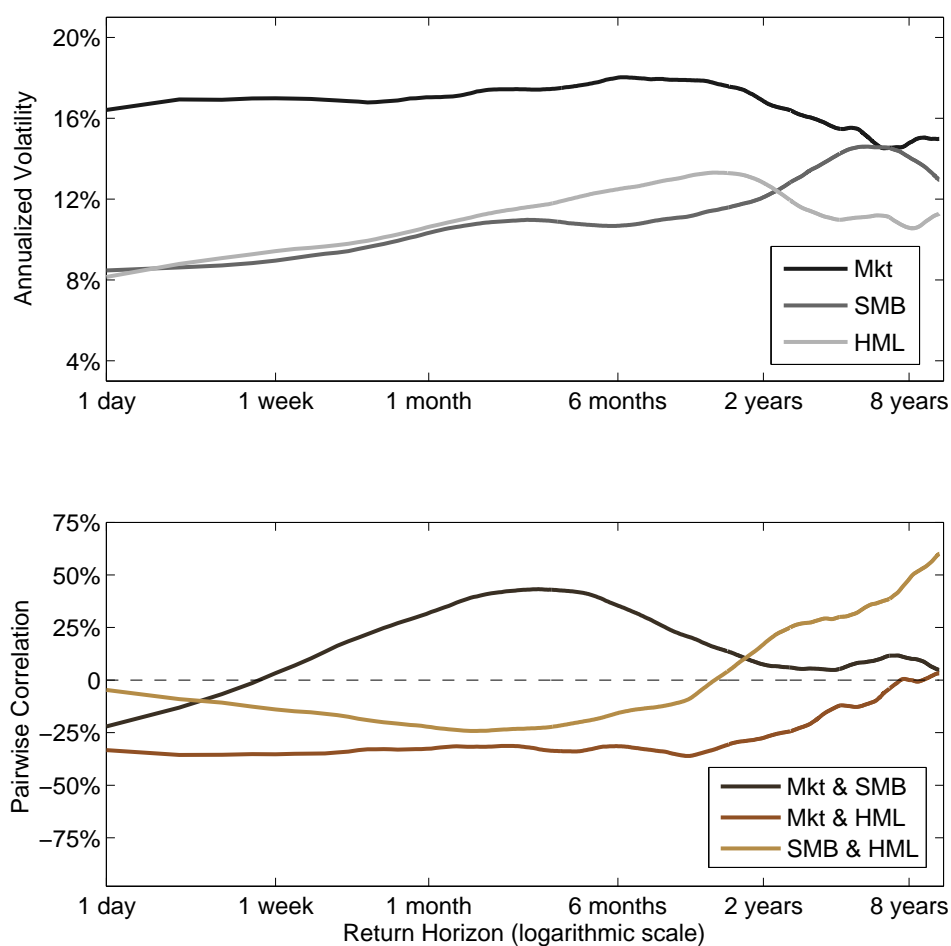 20%
16%
12%
8%
4%
Annualized Volatility
Mkt
SMB
HML
1 day
1 week
1 month
6 months
2 years
8 years
75%
50%
25%
0
−25%
−50%
−75%
Pairwise Correlation
Mkt & SMB
Mkt & HML
SMB & HML
1 day
1 week
1 month
6 months
2 years
8 years
Return Horizon (logarithmic scale)